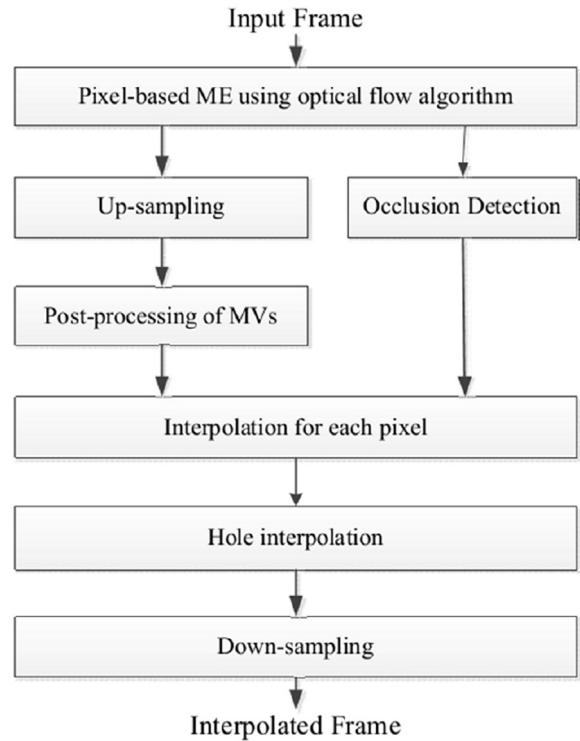 Input Frame
Pixel-based ME using optical flow algorithm
Up-sampling
Occlusion Detection
Post-processing of MVs
Interpolation for each pixel
Hole interpolation
Down-sampling
Interpolated Frame